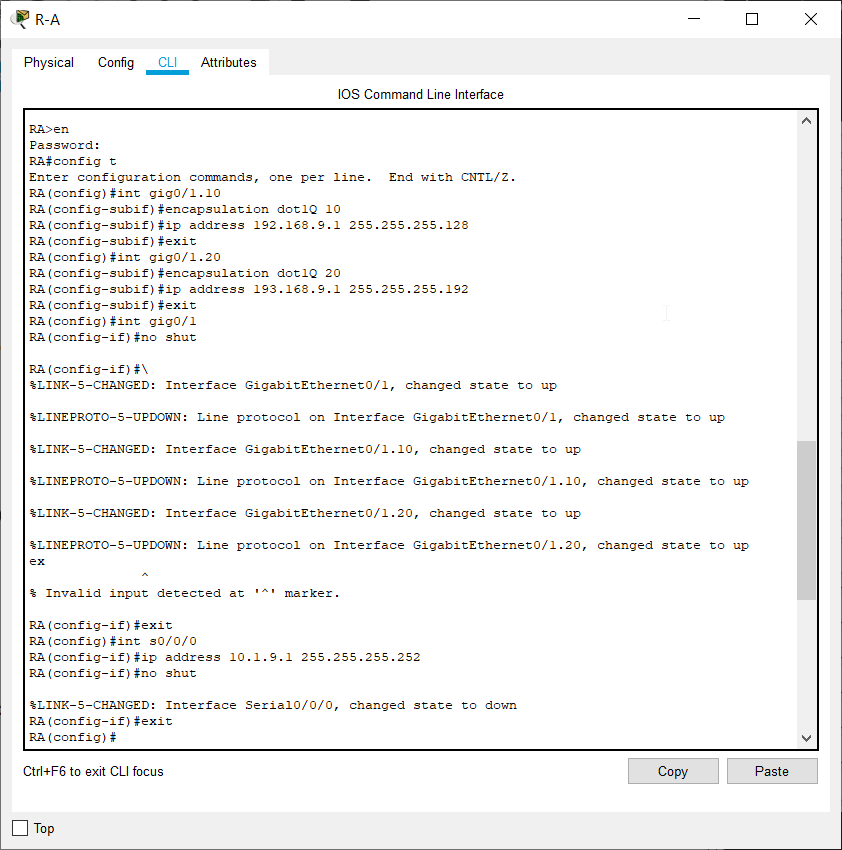 R-A
Physical Config CLI Attributes
IOS Command Line Interface
RA>en
Password:
RA#config t
Enter configuration commands, one per line.  End with CNTL/Z.
RA(config)#int gig0/1.10
RA(config-subif)#encapsulation dot1Q 10
RA(config-subif)#ip address 192.168.9.1 255.255.255.128
RA(config-subif)#exit
RA(config)#int gig0/1.20
RA(config-subif)#encapsulation dot1Q 20
RA(config-subif)#ip address 193.168.9.1 255.255.255.192
RA(config-subif)#exit
RA(config)#int gig0/1
RA(config-if)#no shut
RA(config-if)#\
%LINK-5-CHANGED: Interface GigabitEthernet0/1, changed state to up
%LINEPROTO-5-UPDOWN: Line protocol on Interface GigabitEthernet0/1, changed state to up
%LINK-5-CHANGED: Interface GigabitEthernet0/1.10, changed state to up
%LINEPROTO-5-UPDOWN: Line protocol on Interface GigabitEthernet0/1.10, changed state to up
%LINK-5-CHANGED: Interface GigabitEthernet0/1.20, changed state to up
%LINEPROTO-5-UPDOWN: Line protocol on Interface GigabitEthernet0/1.20, changed state to up
ex
^
% Invalid input detected at '^' marker.
RA(config-if)#exit
RA(config)#int s0/0/0
RA(config-if)#ip address 10.1.9.1 255.255.255.252
RA(config-if)#no shut
%LINK-5-CHANGED: Interface Serial0/0/0, changed state to down
RA(config-if)#exit
RA(config)#
Ctrl+F6 to exit CLI focus
Copy Paste
Top